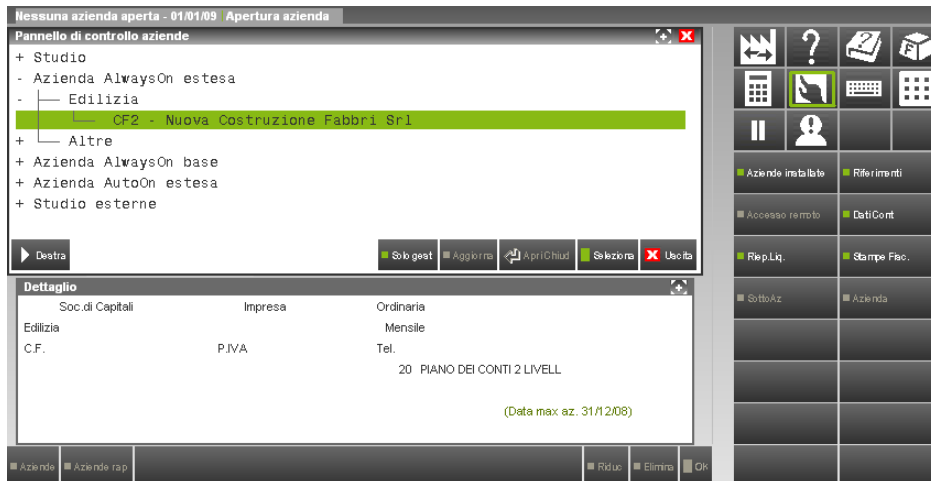 Nessuna azienda aperta - 01/01/09 Apertura azienda
Pannello di controllo aziende
+ Studio
- Azienda AlwaysOn estesa
- Edilizia
CF2 - Nuova Costruzione Fabbri Srl
+ Altre
+ Azienda AlwaysOn base
+ Azienda AutoOn estesa
+ Studio esterne
Destra Solo gest Aggiorna ApriChiud Seleziona Uscita
Dettaglio
Soc.di Capitali Impresa Ordinaria
Edilizia Mensile
C.F. P.IVA Tel.
20 PIANO DEI CONTI 2 LIVELL
(Data max az. 31/12/08)
Aziende Aziende rap Riduc Elimina OK
F
Aziende installate Riferimenti
Accesso remoto DatiCont
Riep.Liq. Stampe Fisc.
SottoAz Azienda